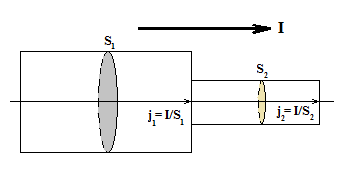 I
S₁
S₂
j₁= I/S₁
j₂= I/S₂